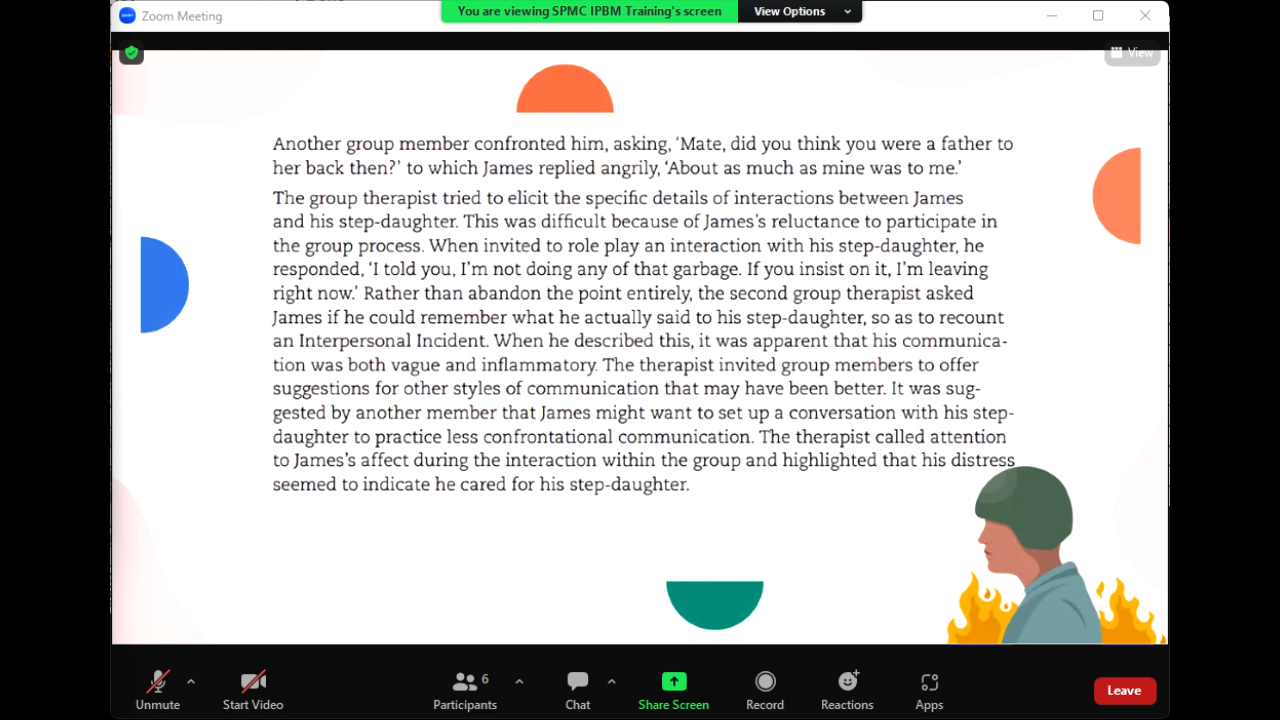 Zoom Meeting
You are viewing SPMC IPBM Training's screen
View Options
View
Another group member confronted him, asking, ‘Mate, did you think you were a father to
her back then?’ to which James replied angrily, ‘About as much as mine was to me.’
The group therapist tried to elicit the specific details of interactions between James
and his step-daughter. This was difficult because of James’s reluctance to participate in
the group process. When invited to role play an interaction with his step-daughter, he
responded, ‘I told you, I’m not doing any of that garbage. If you insist on it, I’m leaving
right now.’ Rather than abandon the point entirely, the second group therapist asked
James if he could remember what he actually said to his step-daughter, so as to recount
an Interpersonal Incident. When he described this, it was apparent that his communica-
tion was both vague and inflammatory. The therapist invited group members to offer
suggestions for other styles of communication that may have been better. It was sug-
gested by another member that James might want to set up a conversation with his step-
daughter to practice less confrontational communication. The therapist called attention
to James’s affect during the interaction within the group and highlighted that his distress
seemed to indicate he cared for his step-daughter.
Unmute
Start Video
Participants
6
Chat
Share Screen
Record
Reactions
Apps
Leave